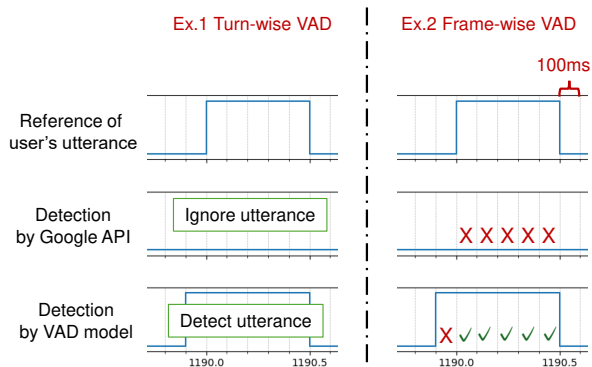 Ex.1 Turn-wise VAD
Ex.2 Frame-wise VAD
100ms
Reference of
user's utterance
Detection
by Google API
Ignore utterance
X X X X X
Detection
by VAD model
Detect utterance
X ✓ ✓ ✓ ✓ ✓
1190.0 1190.5
1190.0 1190.5